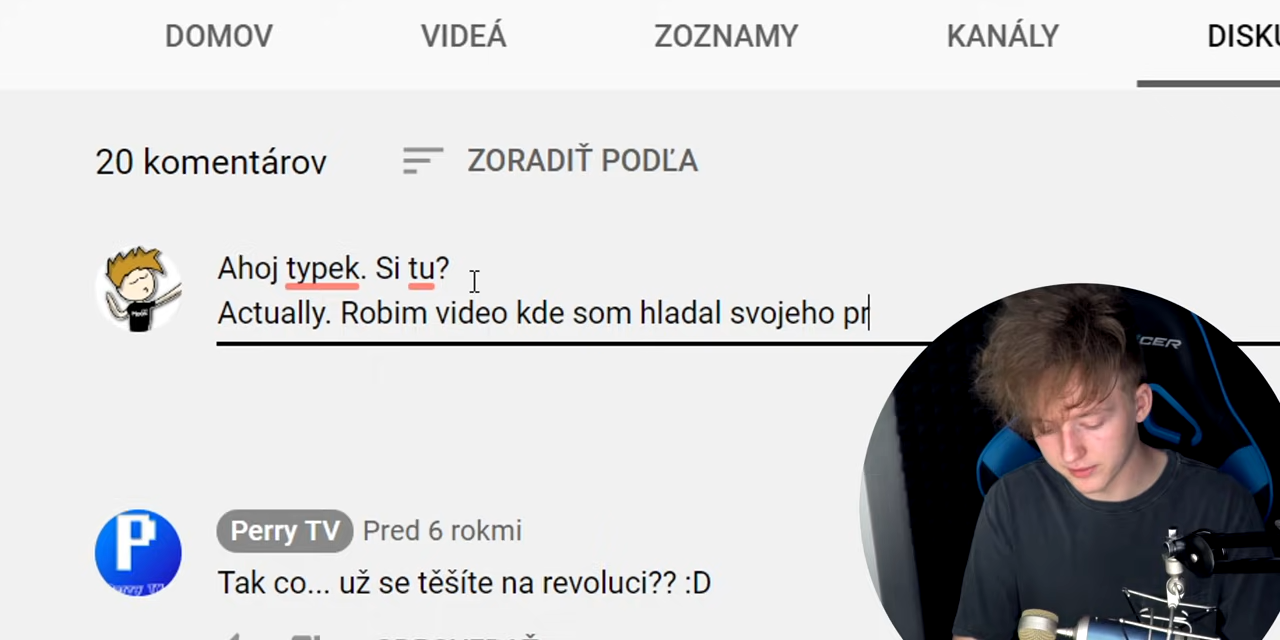 DOMOV VIDEÁ ZOZNAMY KANÁLY DISKU
20 komentárov ZORADIŤ PODĽA
Ahoj typek. Si tu?
Actually. Robim video kde som hladal svojeho pr
CER
Perry TV Pred 6 rokmi
Tak co... už se těšíte na revoluci?? :D